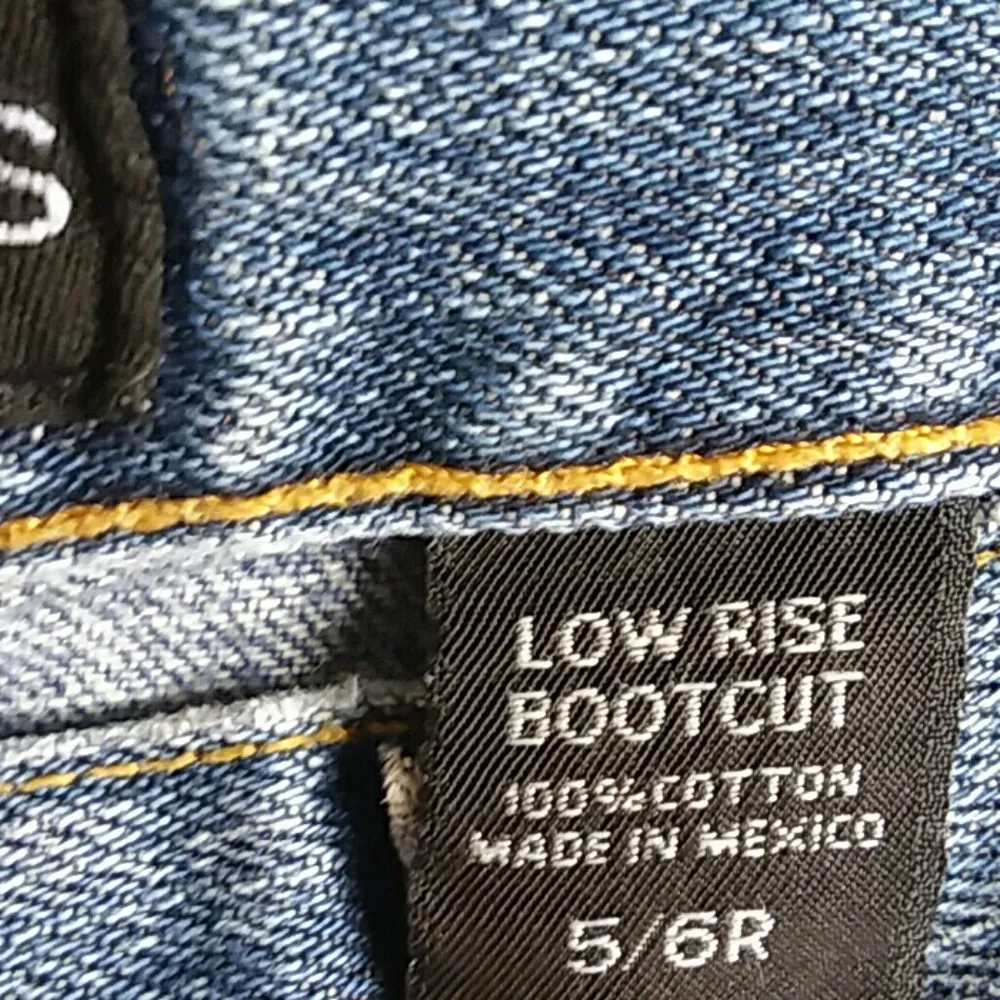 S
LOW RISE
BOOTCUT
100% COTTON
MADE IN MEXICO
5/6R